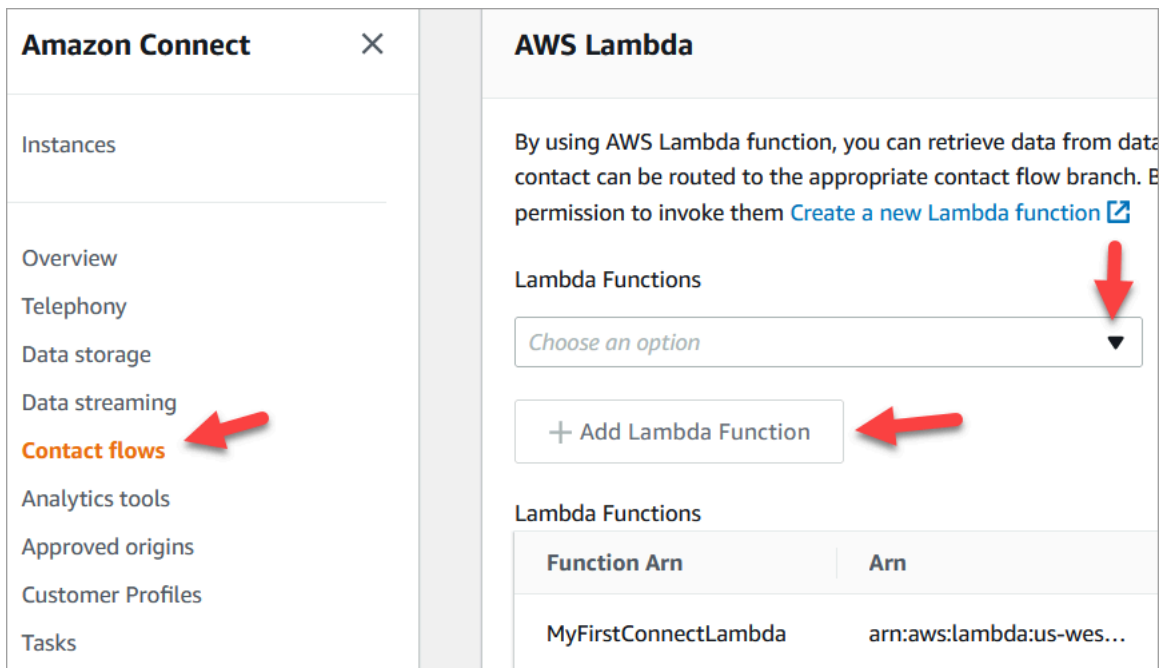 Amazon Connect
Instances
Overview
Telephony
Data storage
Data streaming
Contact flows
Analytics tools
Approved origins
Customer Profiles
Tasks
AWS Lambda
By using AWS Lambda function, you can retrieve data from data
contact can be routed to the appropriate contact flow branch. B
permission to invoke them Create a new Lambda function
Lambda Functions
Choose an option
Add Lambda Function
Lambda Functions
Function Arn Arn
MyFirstConnectLambda arn:aws:lambda:us-wes...